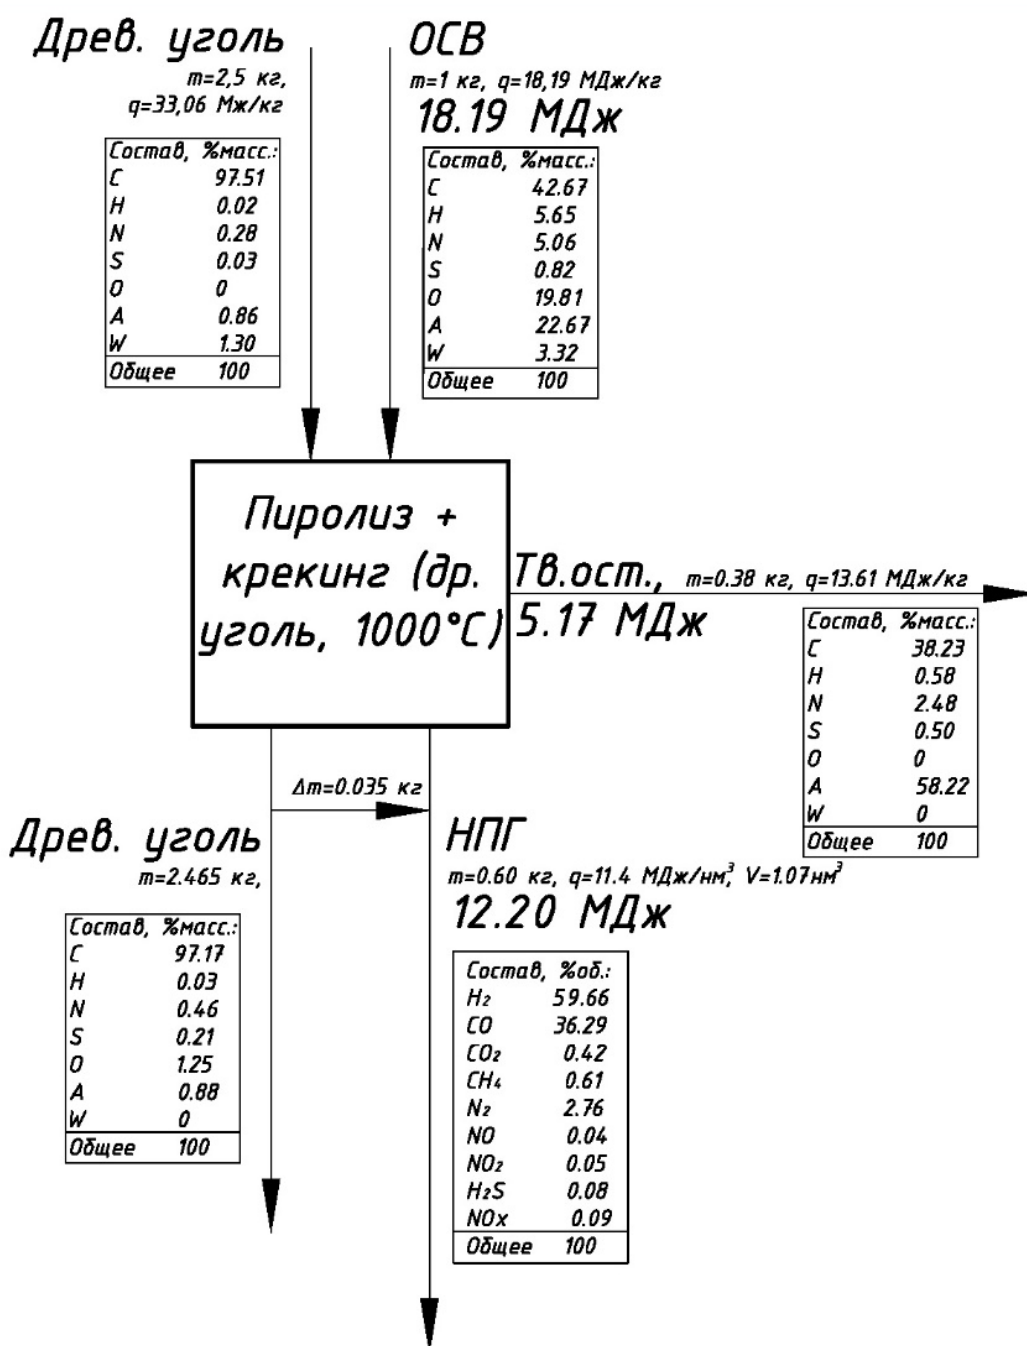 Древ. уголь
m=2,5 кг,
q=33,06 Мж/кг
Состав, %масс.:
C 97.51
H 0.02
N 0.28
S 0.03
O 0
A 0.86
W 1.30
Общее 100
ОСВ
m=1 кг, q=18,19 МДж/кг
18.19 МДж
Состав, %масс.:
C 42.67
H 5.65
N 5.06
S 0.82
O 19.81
A 22.67
W 3.32
Общее 100
Пиролиз +
крекинг (др.
уголь, 1000°C)
Тв.ост., m=0.38 кг, q=13.61 МДж/кг
5.17 МДж
Состав, %масс.:
C 38.23
H 0.58
N 2.48
S 0.50
O 0
A 58.22
W 0
Общее 100
Δm=0.035 кг
Древ. уголь
m=2.465 кг,
Состав, %масс.:
C 97.17
H 0.03
N 0.46
S 0.21
O 1.25
A 0.88
W 0
Общее 100
НПГ
m=0.60 кг, q=11.4 МДж/нм³, V=1.07нм³
12.20 МДж
Состав, %об.:
H₂ 59.66
CO 36.29
CO₂ 0.42
CH₄ 0.61
N₂ 2.76
NO 0.04
NO₂ 0.05
H₂S 0.08
NOx 0.09
Общее 100